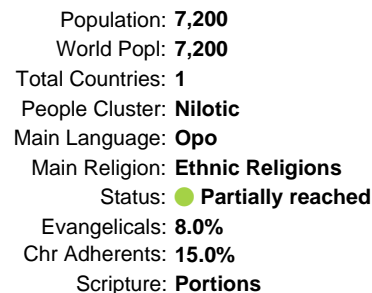 Population: 7,200
World Popl: 7,200
Total Countries: 1
People Cluster: Nilotic
Main Language: Opo
Main Religion: Ethnic Religions
Status: Partially reached
Evangelicals: 8.0%
Chr Adherents: 15.0%
Scripture: Portions